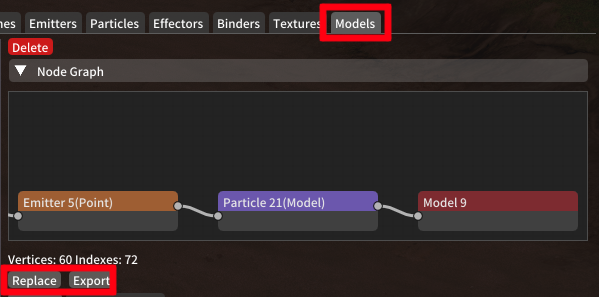 nes Emitters Particles Effectors Binders Textures Models
Delete
Node Graph
Emitter 5(Point) Particle 21(Model) Model 9
Vertices: 60 Indexes: 72
Replace Export